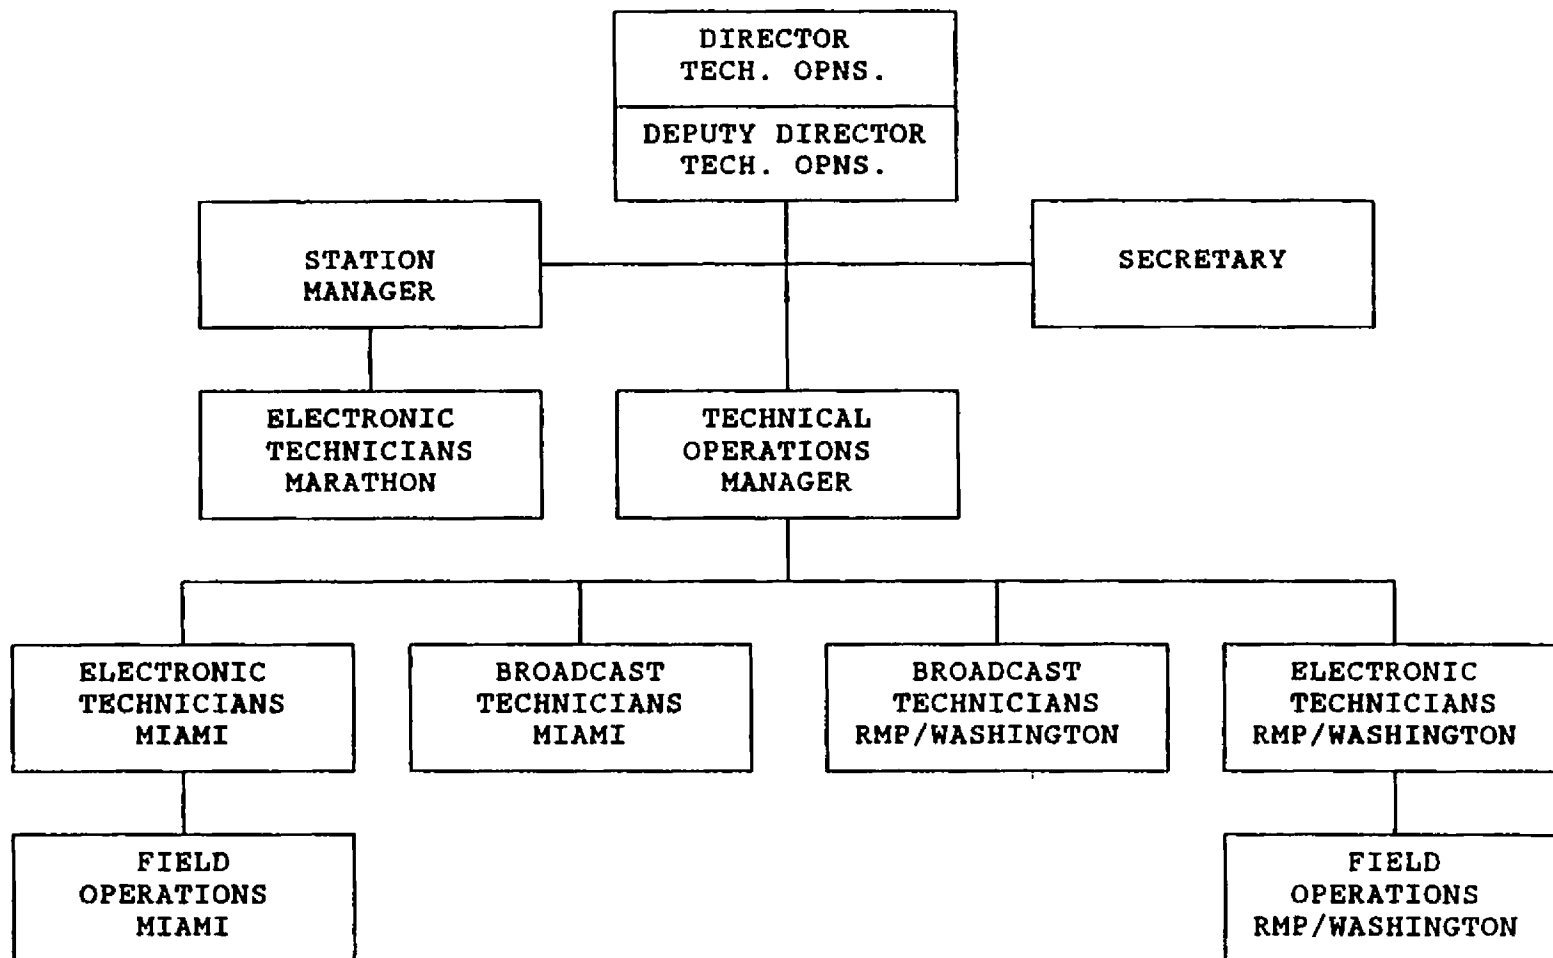 DIRECTOR
TECH. OPNS.
DEPUTY DIRECTOR
TECH. OPNS.
STATION
MANAGER
SECRETARY
ELECTRONIC
TECHNICIANS
MARATHON
TECHNICAL
OPERATIONS
MANAGER
ELECTRONIC
TECHNICIANS
MIAMI
BROADCAST
TECHNICIANS
MIAMI
BROADCAST
TECHNICIANS
RMP/WASHINGTON
ELECTRONIC
TECHNICIANS
RMP/WASHINGTON
FIELD
OPERATIONS
MIAMI
FIELD
OPERATIONS
RMP/WASHINGTON